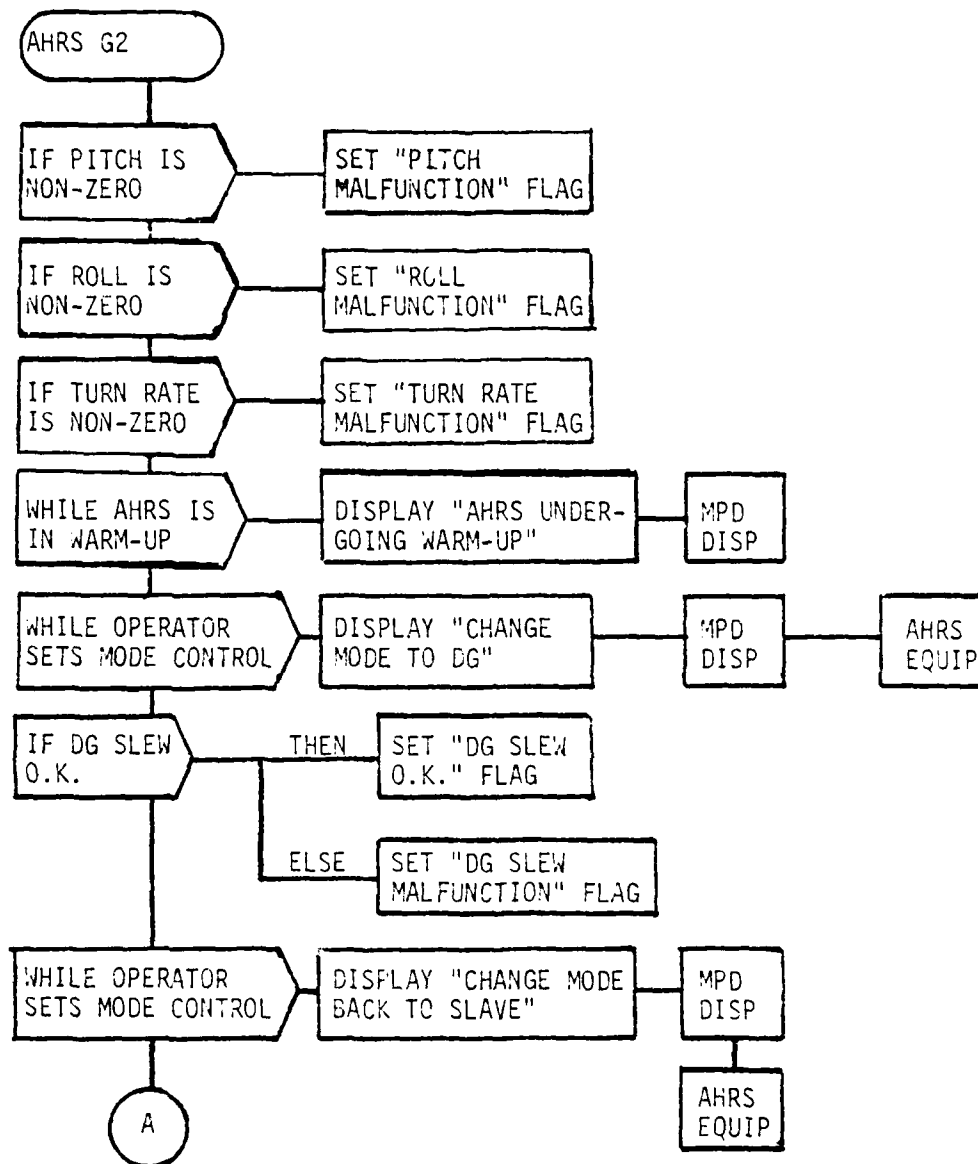 AHRS G2
IF PITCH IS
NON-ZERO
SET "PITCH
MALFUNCTION" FLAG
IF ROLL IS
NON-ZERO
SET "ROLL
MALFUNCTION" FLAG
IF TURN RATE
IS NON-ZERO
SET "TURN RATE
MALFUNCTION" FLAG
WHILE AHRS IS
IN WARM-UP
DISPLAY "AHRS UNDER-
GOING WARM-UP"
MPD
DISP
WHILE OPERATOR
SETS MODE CONTROL
DISPLAY "CHANGE
MODE TO DG"
MPD
DISP
AHRS
EQUIP
IF DG SLEW
O.K.
THEN
SET "DG SLEW
O.K." FLAG
ELSE
SET "DG SLEW
MALFUNCTION" FLAG
WHILE OPERATOR
SETS MODE CONTROL
DISPLAY "CHANGE MODE
BACK TO SLAVE"
MPD
DISP
AHRS
EQUIP
A